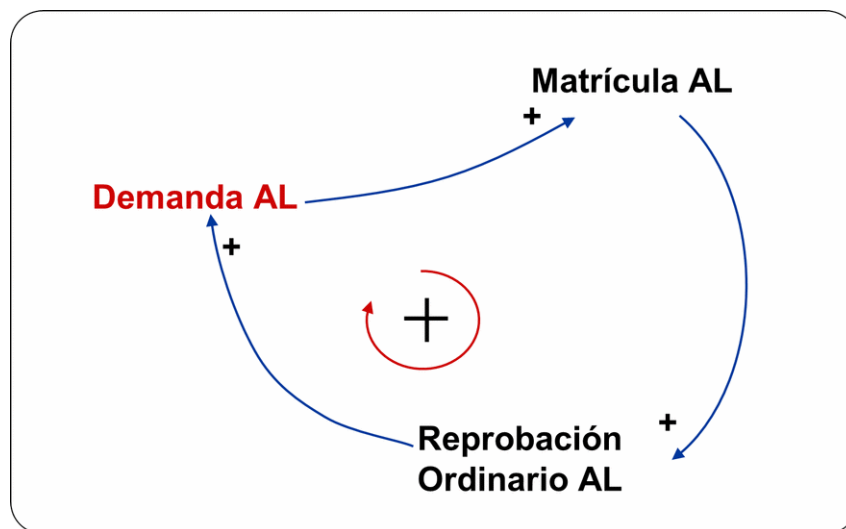 Matrícula AL
+
Demanda AL
+
+
+
Reprobación
Ordinario AL